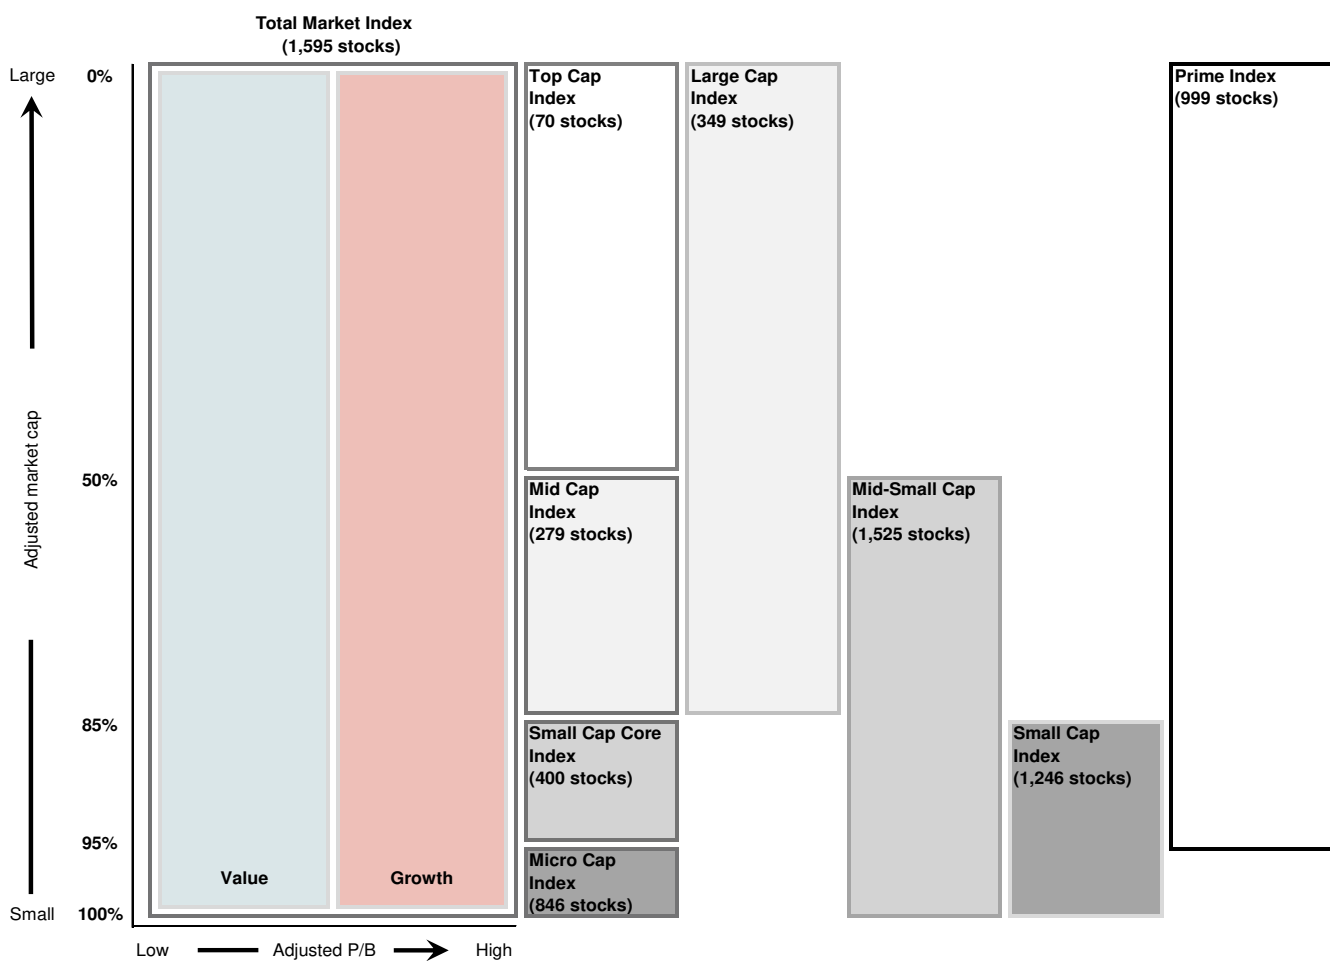 Total Market Index
(1,595 stocks)
Large
0%
Top Cap
Index
(70 stocks)
Large Cap
Index
(349 stocks)
Prime Index
(999 stocks)
Adjusted market cap
50%
Mid Cap
Index
(279 stocks)
Mid-Small Cap
Index
(1,525 stocks)
85%
Small Cap Core
Index
(400 stocks)
Small Cap
Index
(1,246 stocks)
95%
Micro Cap
Index
(846 stocks)
Value
Growth
Small
100%
Low
Adjusted P/B
High